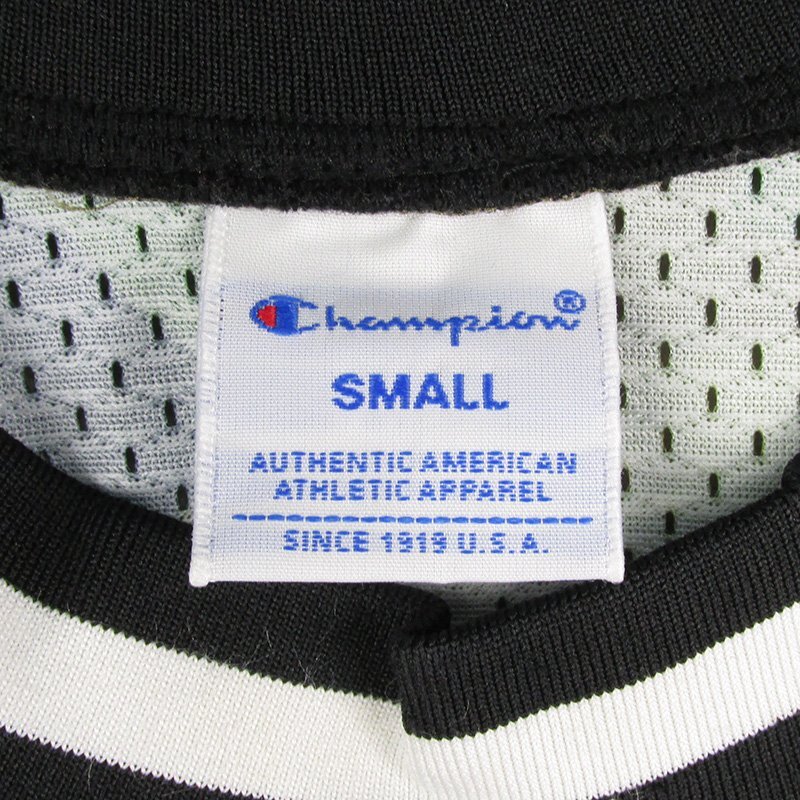 Champion®
SMALL
AUTHENTIC AMERICAN
ATHLETIC APPAREL
SINCE 1919 U.S.A.